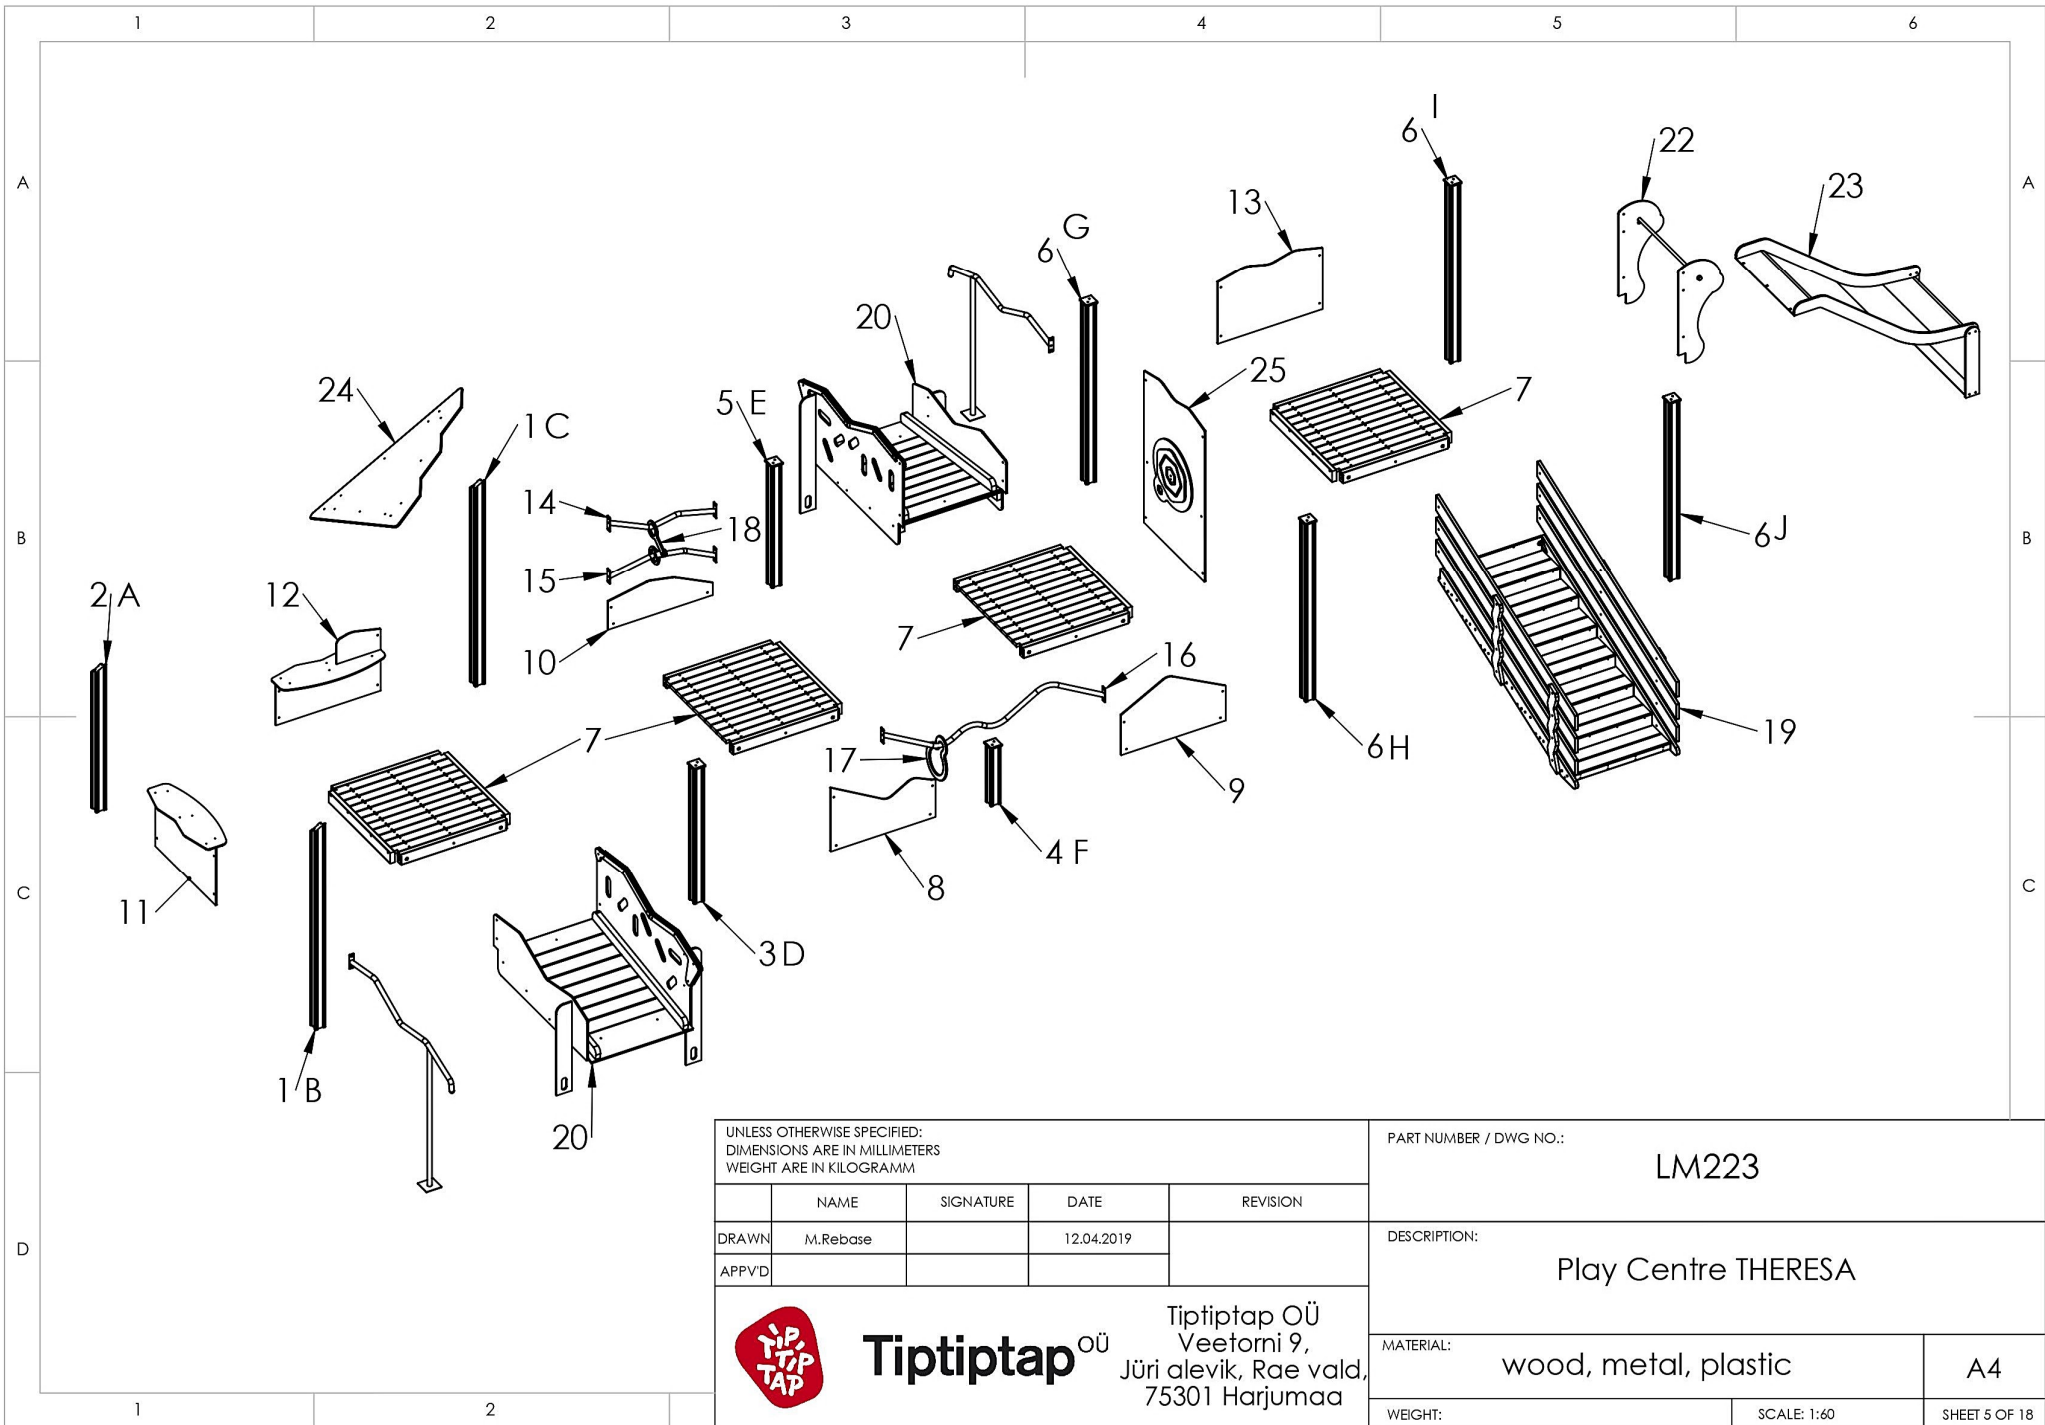 1 2 3 4 5 6
A A
B B
C C
D
1 2
I
6
22
23
13
G
6
20
25
7
24
5 E
1 C
14
18
15
6J
2 A
12
10
7
16
19
7
17
6H
9
4 F
8
11
3 D
1 B
20
UNLESS OTHERWISE SPECIFIED:
DIMENSIONS ARE IN MILLIMETERS
WEIGHT ARE IN KILOGRAMM
NAME SIGNATURE DATE REVISION
DRAWN M.Rebase 12.04.2019
APPV'D
TIP TIP TAP
Tiptiptap OÜ
Tiptiptap OÜ
Veetorni 9,
Jüri alevik, Rae vald,
75301 Harjumaa
PART NUMBER / DWG NO.:
LM223
DESCRIPTION:
Play Centre THERESA
MATERIAL:
wood, metal, plastic
A4
WEIGHT:
SCALE: 1:60
SHEET 5 OF 18